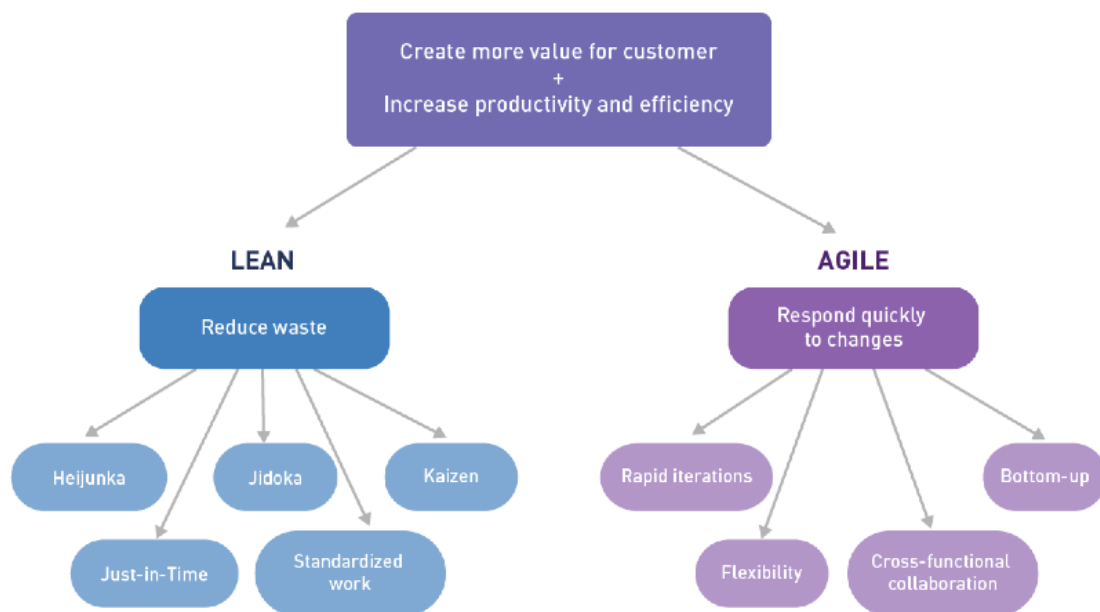 Create more value for customer
+
Increase productivity and efficiency
LEAN
AGILE
Reduce waste
Respond quickly
to changes
Heijunka
Jidoka
Kaizen
Rapid iterations
Bottom-up
Just-in-Time
Standardized
work
Flexibility
Cross-functional
collaboration